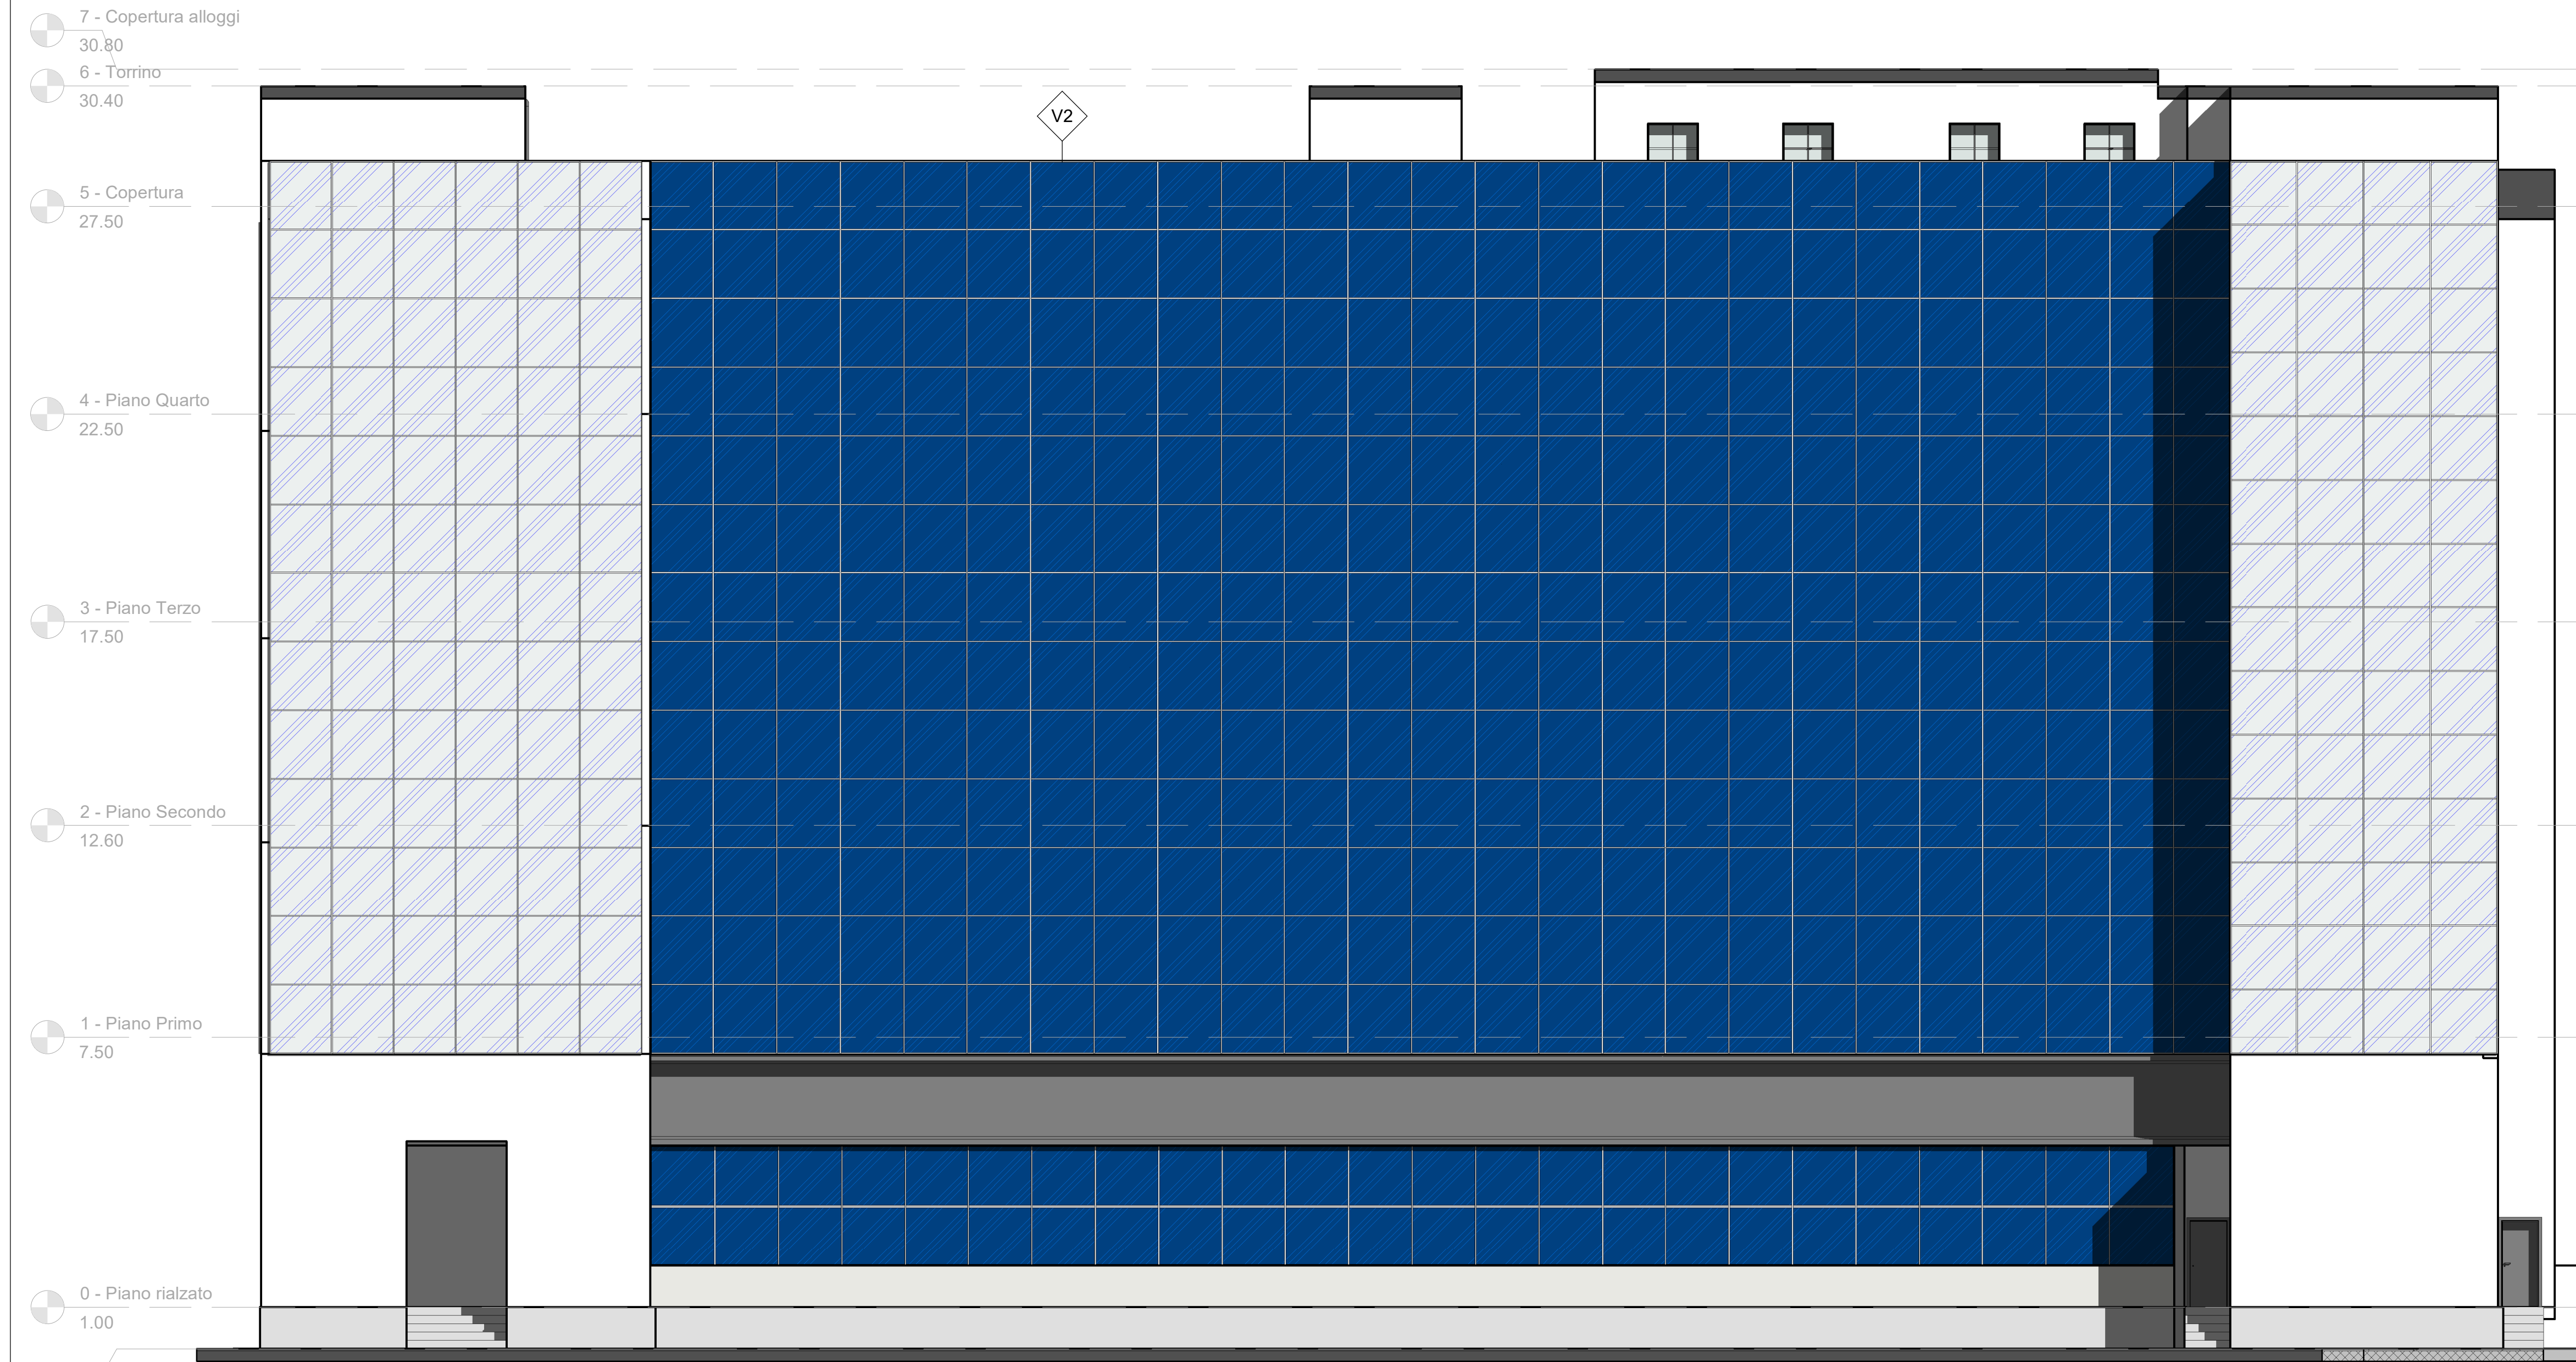 7 - Copertura alloggi
30.80
6 - Torrino
30.40
V2
5 - Copertura
27.50
4 - Piano Quarto
22.50
3 - Piano Terzo
17.50
2 - Piano Secondo
12.60
1 - Piano Primo
7.50
0 - Piano rialzato
1.00